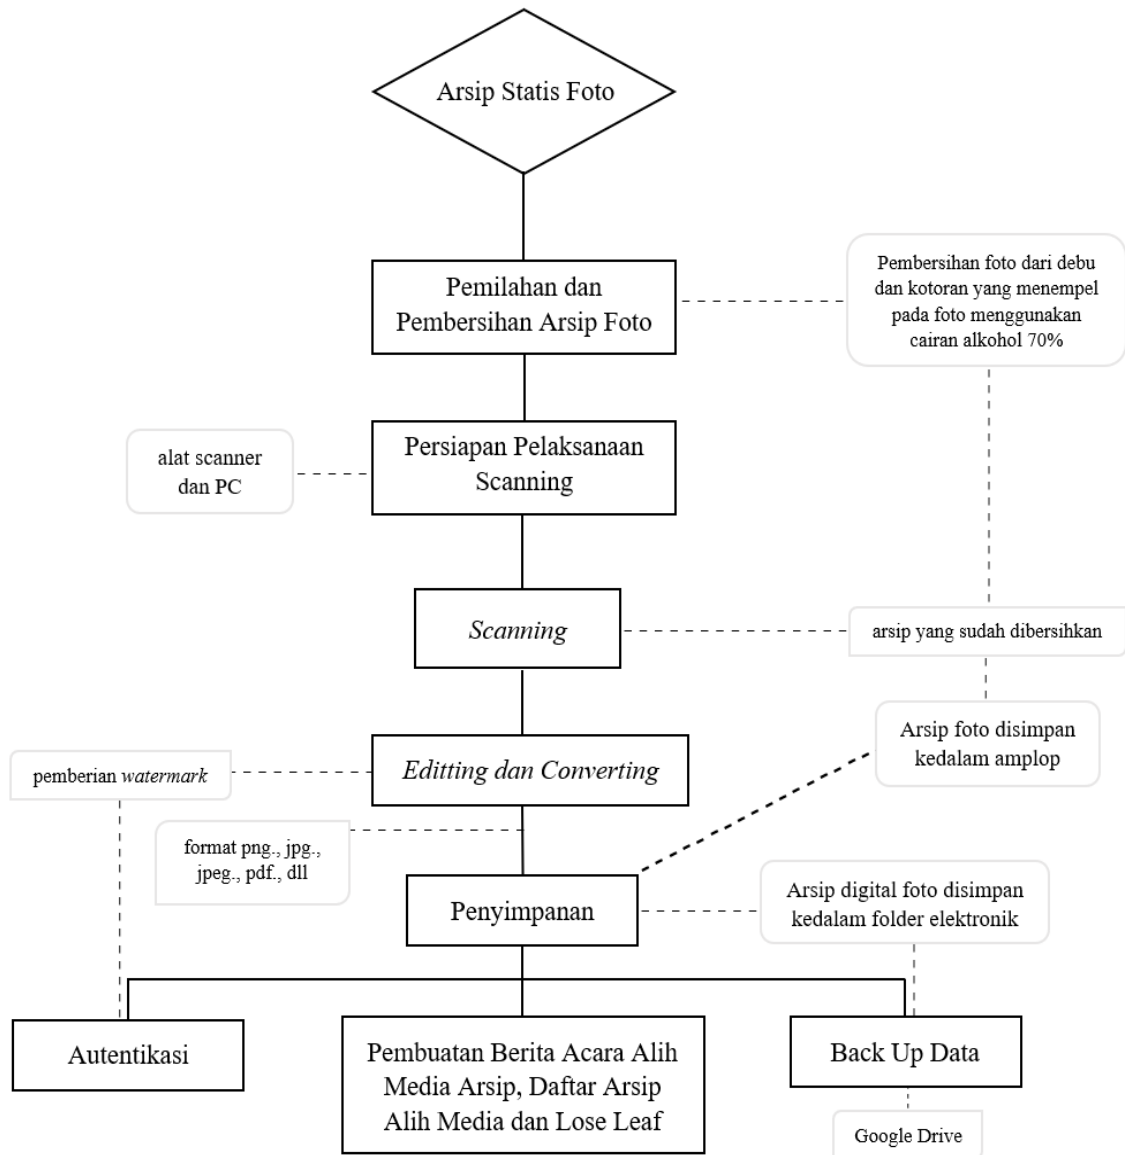 Arsip Statis Foto
Pemilahan dan
Pembersihan Arsip Foto
Pembersihan foto dari debu
dan kotoran yang menempel
pada foto menggunakan
cairan alkohol 70%
alat scanner
dan PC
Persiapan Pelaksanaan
Scanning
Scanning
arsip yang sudah dibersihkan
Arsip foto disimpan
kedalam amplop
pemberian watermark
Editting dan Converting
format png., jpg.,
jpeg., pdf., dll
Penyimpanan
Arsip digital foto disimpan
kedalam folder elektronik
Autentikasi
Pembuatan Berita Acara Alih
Media Arsip, Daftar Arsip
Alih Media dan Lose Leaf
Back Up Data
Google Drive